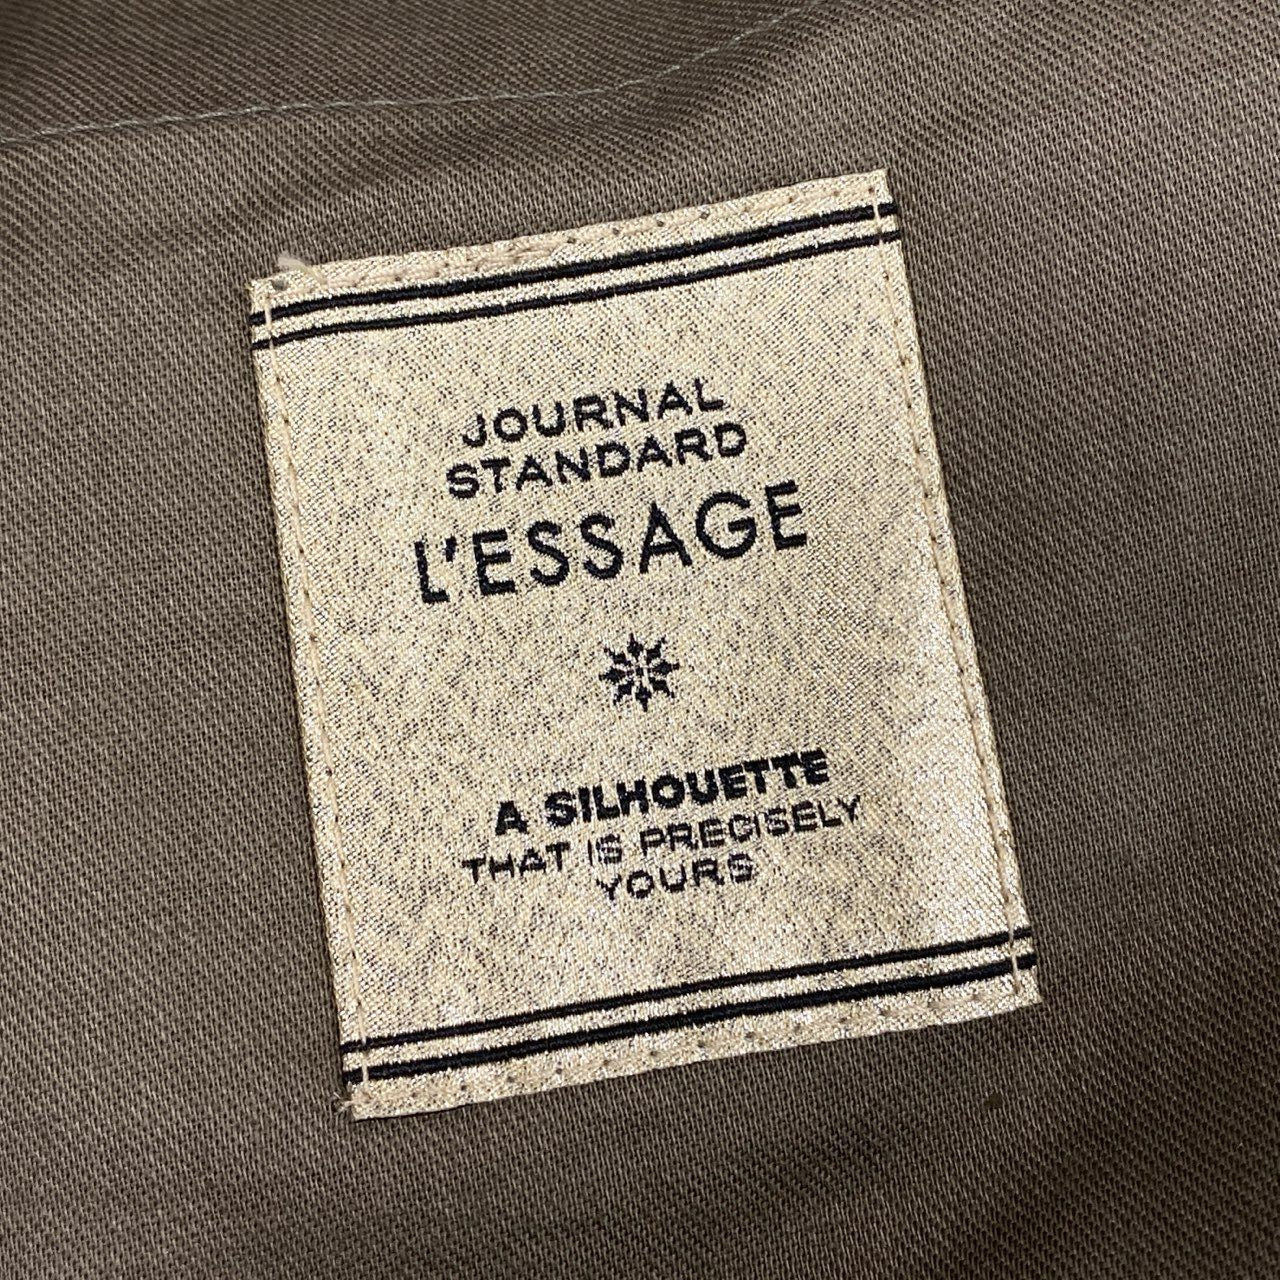 JOURNAL
STANDARD
L'ESSAGE
A SILHOUETTE
THAT IS PRECISELY
YOURS